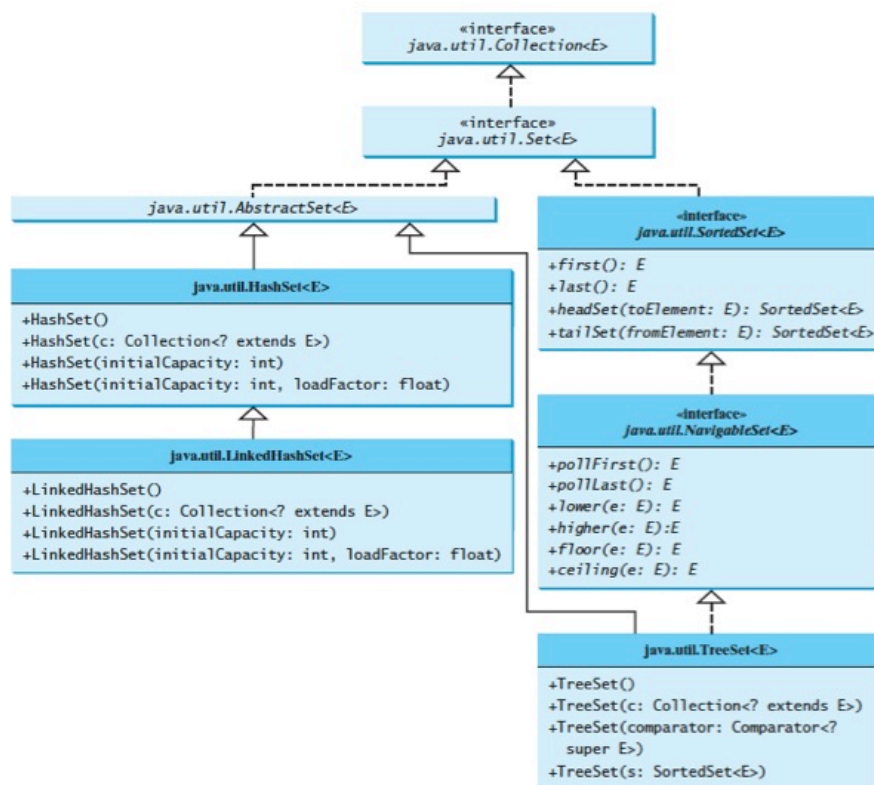 «interface»
java.util.Collection<E>
«interface»
java.util.Set<E>
java.util.AbstractSet<E>
java.util.HashSet<E>
+HashSet()
+HashSet(c: Collection<? extends E>)
+HashSet(initialCapacity: int)
+HashSet(initialCapacity: int, loadFactor: float)
java.util.LinkedHashSet<E>
+LinkedHashSet()
+LinkedHashSet(c: Collection<? extends E>)
+LinkedHashSet(initialCapacity: int)
+LinkedHashSet(initialCapacity: int, loadFactor: float)
«interface»
java.util.SortedSet<E>
+first(): E
+last(): E
+headSet(toElement: E): SortedSet<E>
+tailSet(fromElement: E): SortedSet<E>
«interface»
java.util.NavigableSet<E>
+pollFirst(): E
+pollLast(): E
+lower(e: E): E
+higher(e: E):E
+floor(e: E): E
+ceiling(e: E): E
java.util.TreeSet<E>
+TreeSet()
+TreeSet(c: Collection<? extends E>)
+TreeSet(comparator: Comparator<?
super E>)
+TreeSet(s: SortedSet<E>)